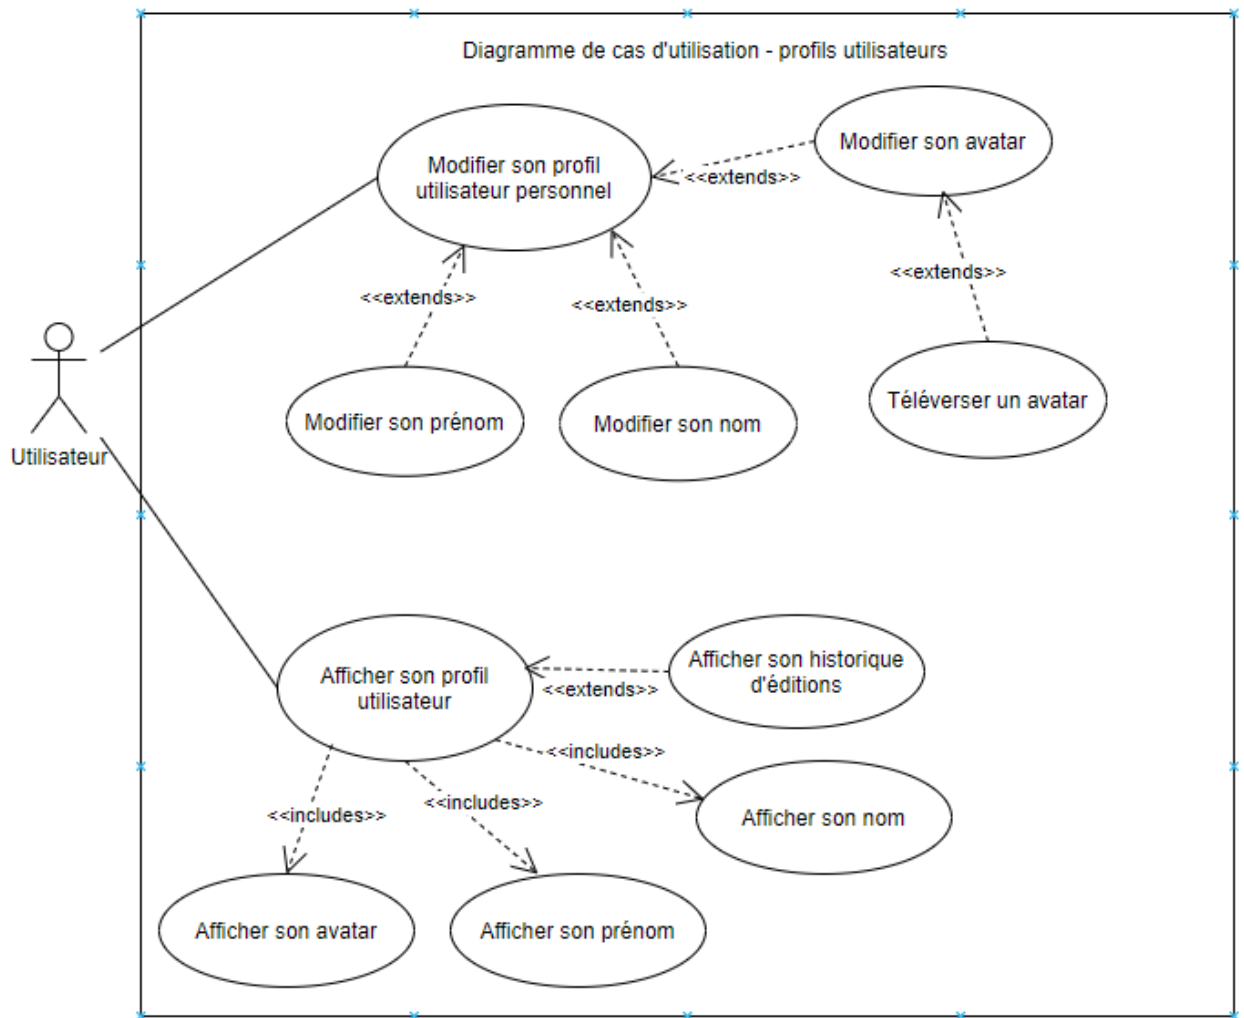 Diagramme de cas d'utilisation - profils utilisateurs
Modifier son profil
utilisateur personnel
Modifier son avatar
<<extends>>
<<extends>>
<<extends>>
<<extends>>
Modifier son prénom
Modifier son nom
Téléverser un avatar
Utilisateur
Afficher son profil
utilisateur
Afficher son historique
d'éditions
<<extends>>
<<includes>>
<<includes>>
<<includes>>
Afficher son nom
Afficher son avatar
Afficher son prénom